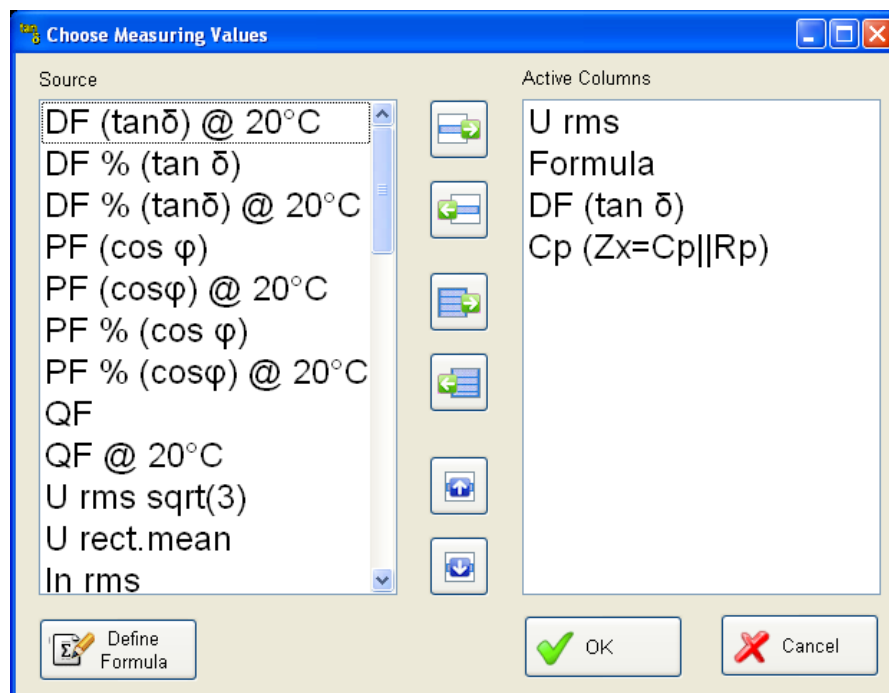 Choose Measuring Values
Source
DF (tanδ) @ 20°C
DF % (tan δ)
DF % (tanδ) @ 20°C
PF (cos φ)
PF (cosφ) @ 20°C
PF % (cos φ)
PF % (cosφ) @ 20°C
QF
QF @ 20°C
U rms sqrt(3)
U rect.mean
In rms
Define
Formula
Active Columns
U rms
Formula
DF (tan δ)
Cp (Zx=Cp||Rp)
OK
Cancel